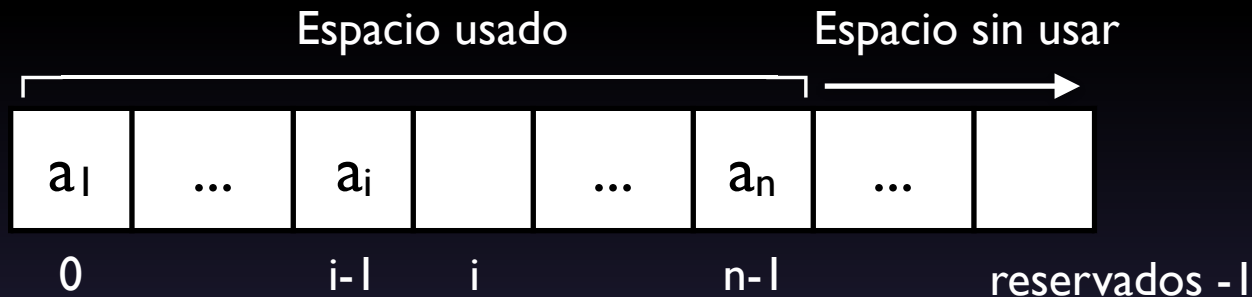 Espacio usado Espacio sin usar
a1 ... ai ... an ...
0 i-1 i n-1 reservados -1